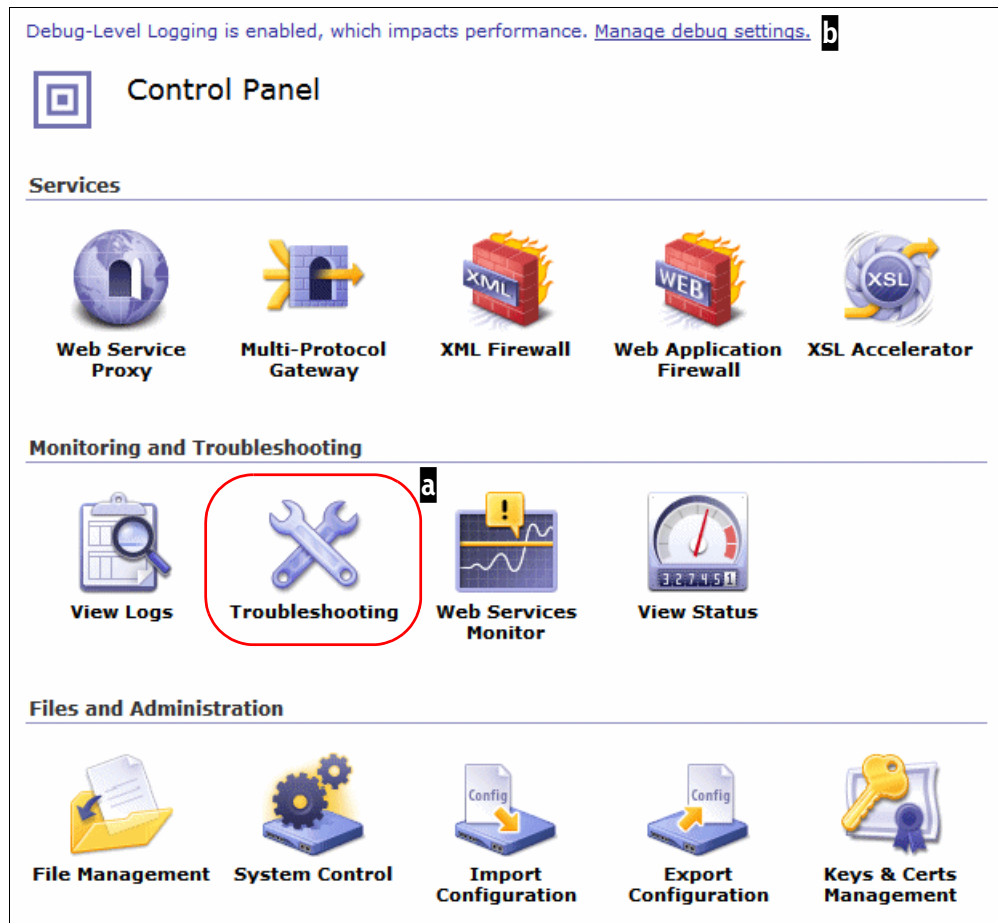 Debug-Level Logging is enabled, which impacts performance. Manage debug settings. b
Control Panel
Services
XML
WEB
XSL
Web Service
Proxy
Multi-Protocol
Gateway
XML Firewall
Web Application
Firewall
XSL Accelerator
Monitoring and Troubleshooting
a
!
3 2 7 4 5 1
View Logs
Troubleshooting
Web Services
Monitor
View Status
Files and Administration
Config
Config
File Management
System Control
Import
Configuration
Export
Configuration
Keys & Certs
Management